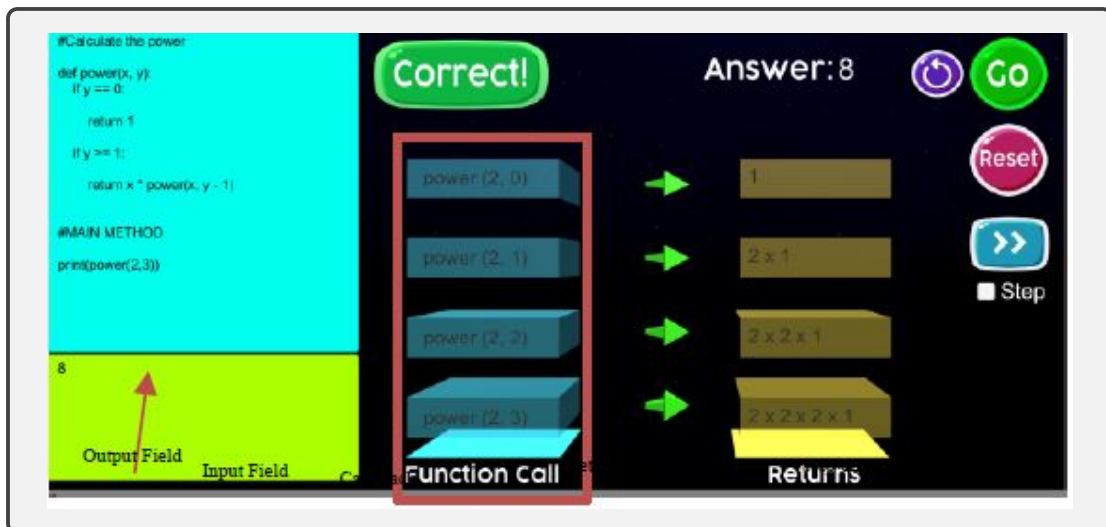 #Calculate the power
def power(x, y):
if y == 0:
return 1
if y >= 1:
return x * power(x, y - 1)
#MAIN METHOD
print(power(2,3))
8
Output Field
Input Field
Correct!
Answer:8
Go
Reset
>>
Step
power (2, 0)
1
power (2, 1)
2 x 1
power (2, 2)
2 x 2 x 1
power (2, 3)
2 x 2 x 2 x 1
Function Call
Returns